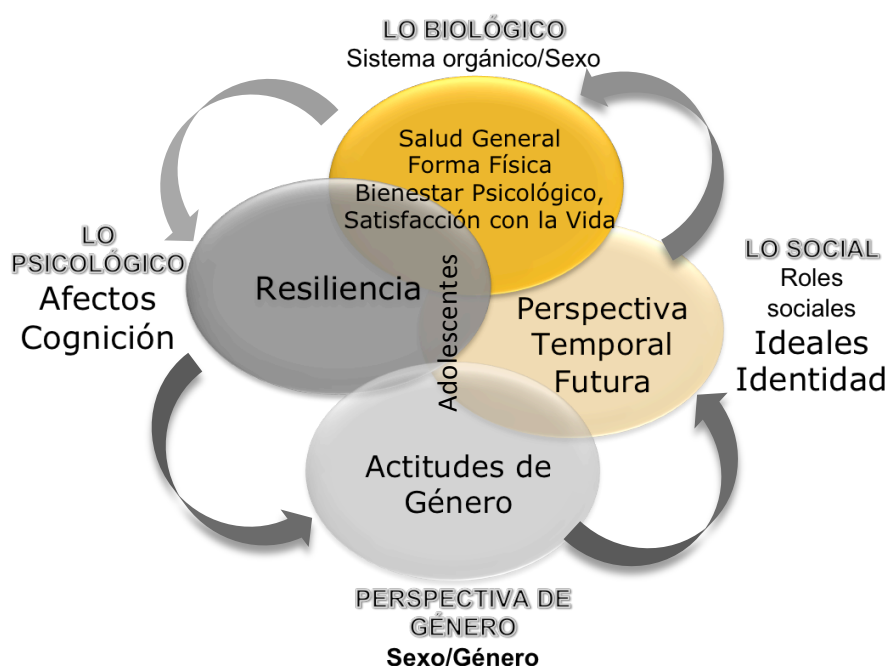 LO BIOLÓGICO
Sistema orgánico/Sexo
Salud General
Forma Física
Bienestar Psicológico,
Satisfacción con la Vida
LO
PSICOLÓGICO
Afectos
Cognición
Resiliencia
Adolescentes
Perspectiva
Temporal
Futura
LO SOCIAL
Roles
sociales
Ideales
Identidad
Actitudes de
Género
PERSPECTIVA DE
GÉNERO
Sexo/Género